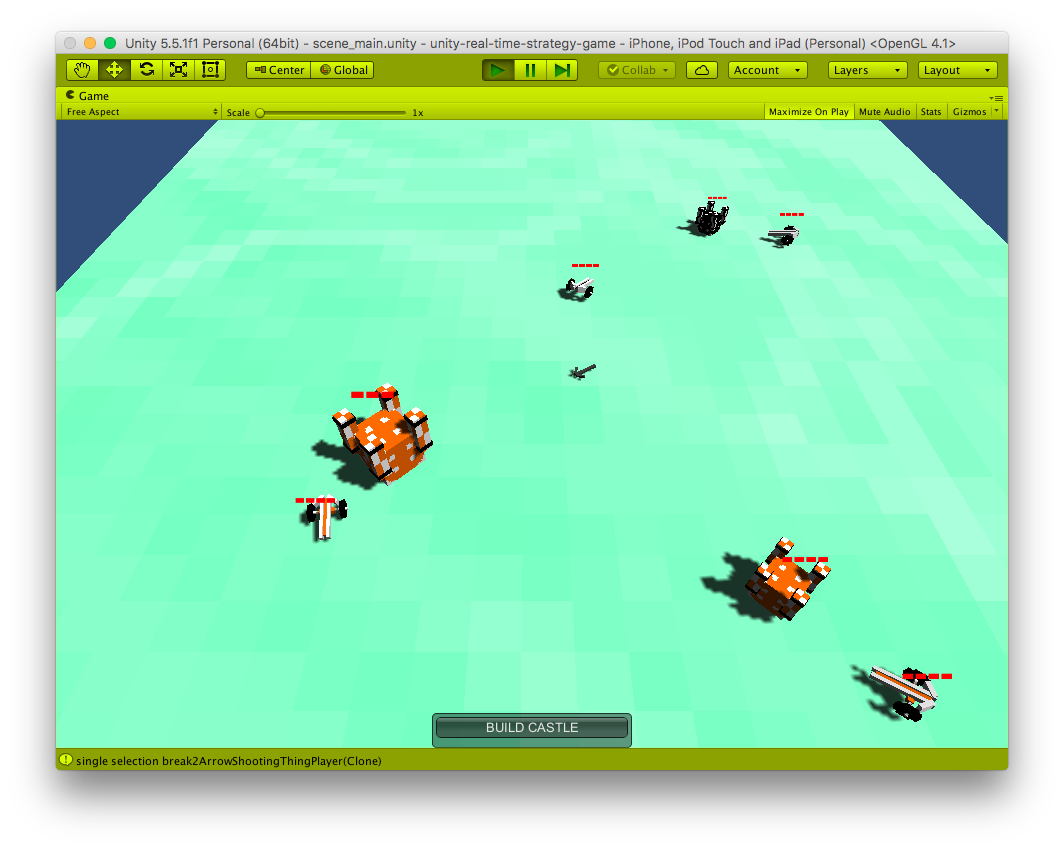 Unity 5.5.1f1 Personal (64bit) - scene_main.unity - unity-real-time-strategy-game - iPhone, iPod Touch and iPad (Personal) <OpenGL 4.1>
Center Global Collab Account Layers Layout
Game
Free Aspect Scale 1x Maximize On Play Mute Audio Stats Gizmos
BUILD CASTLE
single selection break2ArrowShootingThingPlayer(Clone)